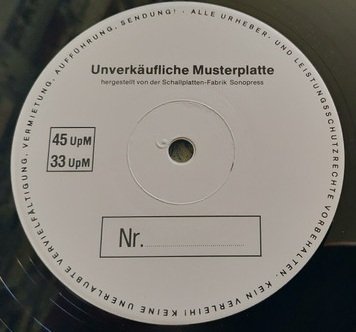 ALLE URHEBER- UND LEISTUNGSSCHUTZRECHTE VORBEHALTEN. KEIN VERLEIH! KEINE UNERLAUBTE VERVIELFÄLTIGUNG, VERMIETUNG, AUFFÜHRUNG, SENDUNG! ·
Unverkäufliche Musterplatte
hergestellt von der Schallplatten-Fabrik Sonopress
45 UpM
33 UpM
Nr.